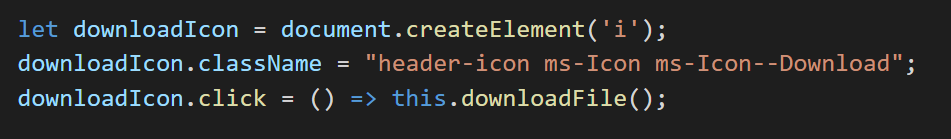 let downloadIcon = document.createElement('i');
downloadIcon.className = "header-icon ms-Icon ms-Icon--Download";
downloadIcon.click = () => this.downloadFile();